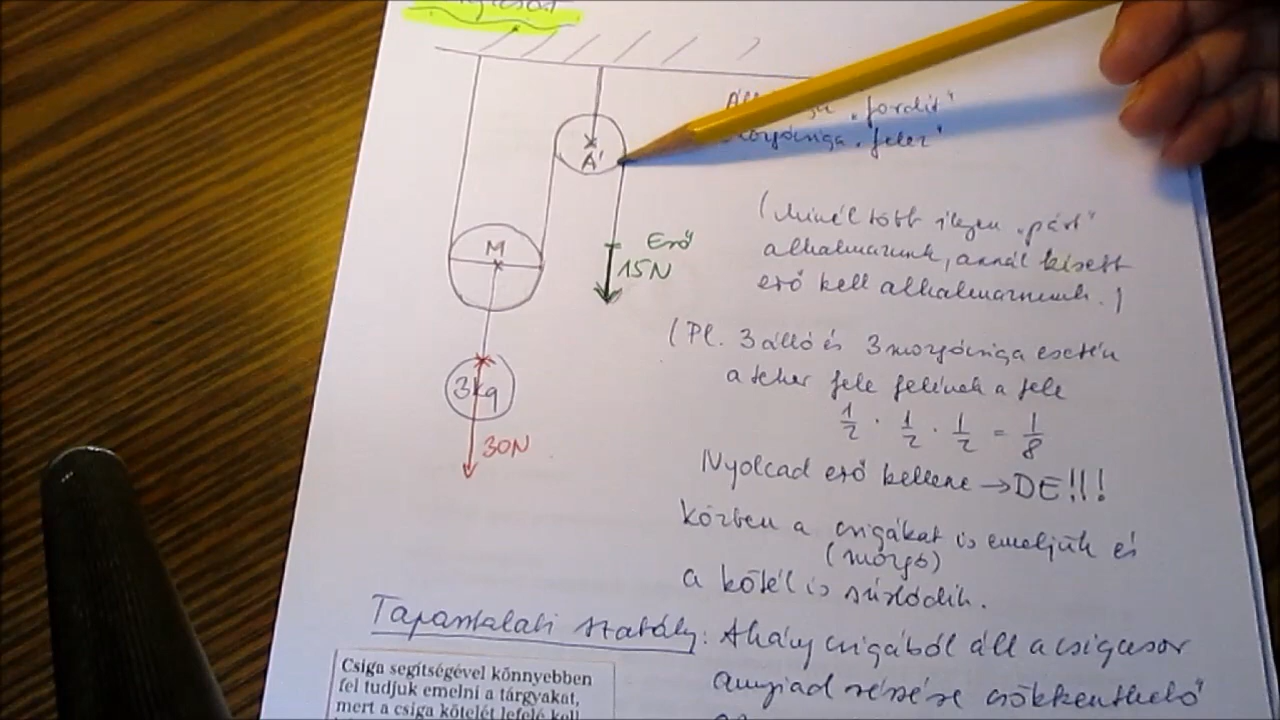 A'
M
Erő
15N
3kg
30N
"fordít"
mozgócsiga "felez"
(Minél több ilyen "párt"
alkalmazunk, annál kisebb
erő kell alkalmaznunk.)
(Pl. 3 álló és 3 mozgócsiga esetén
a teher fele felének a fele
1/2 · 1/2 · 1/2 = 1/8
Nyolcad erő kellene → DE!!!
közben a csigákat is emeljük és
(mozgó)
a kötél is súrlódik.
Tapasztalati szabály: Ahány csigából áll a csigasor
annyiad részére csökkenthető
Csiga segítségével könnyebben
fel tudjuk emelni a tárgyakat,
mert a csiga kötelét lefelé kell